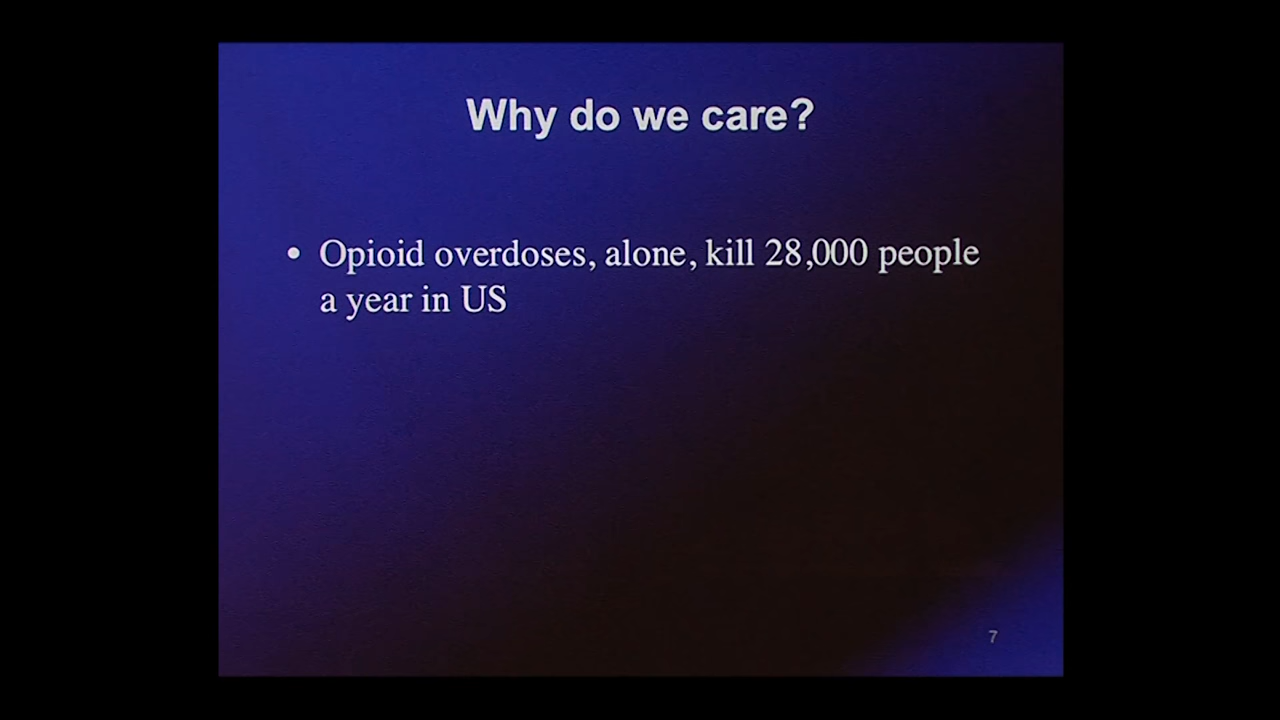 Why do we care?
• Opioid overdoses, alone, kill 28,000 people
a year in US
7